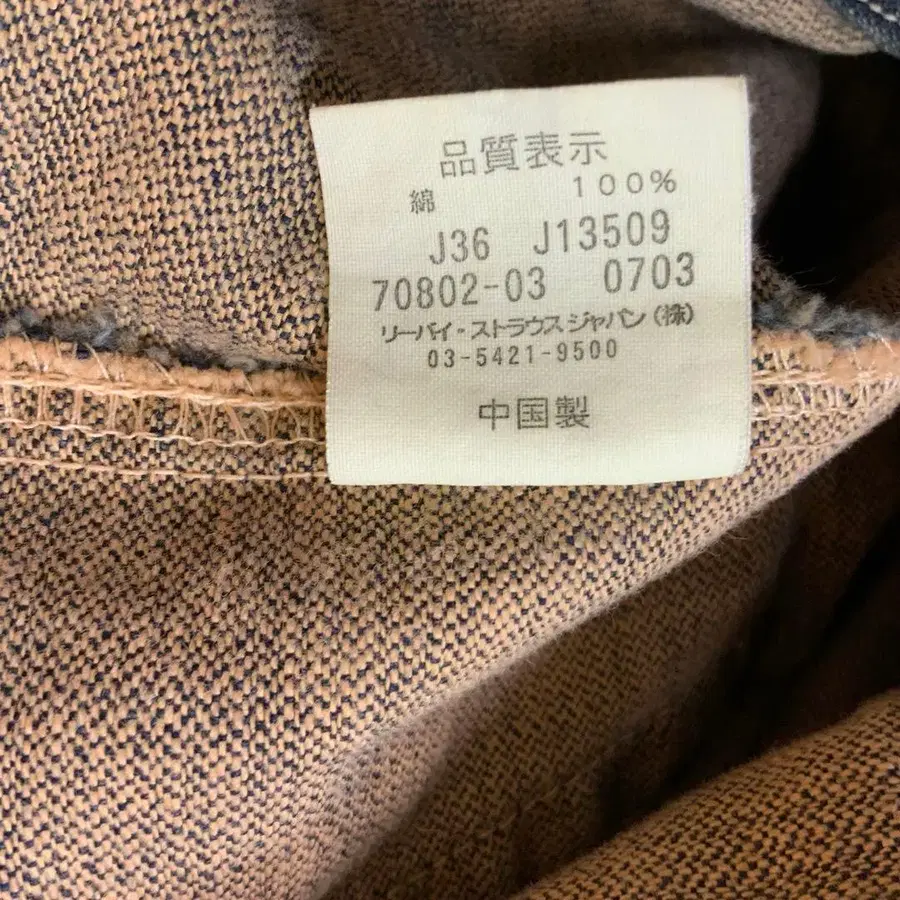 品質表示
綿 100%
J36 J13509
70802-03 0703
リーバイ・ストラウスジャパン(株)
03-5421-9500
中国製